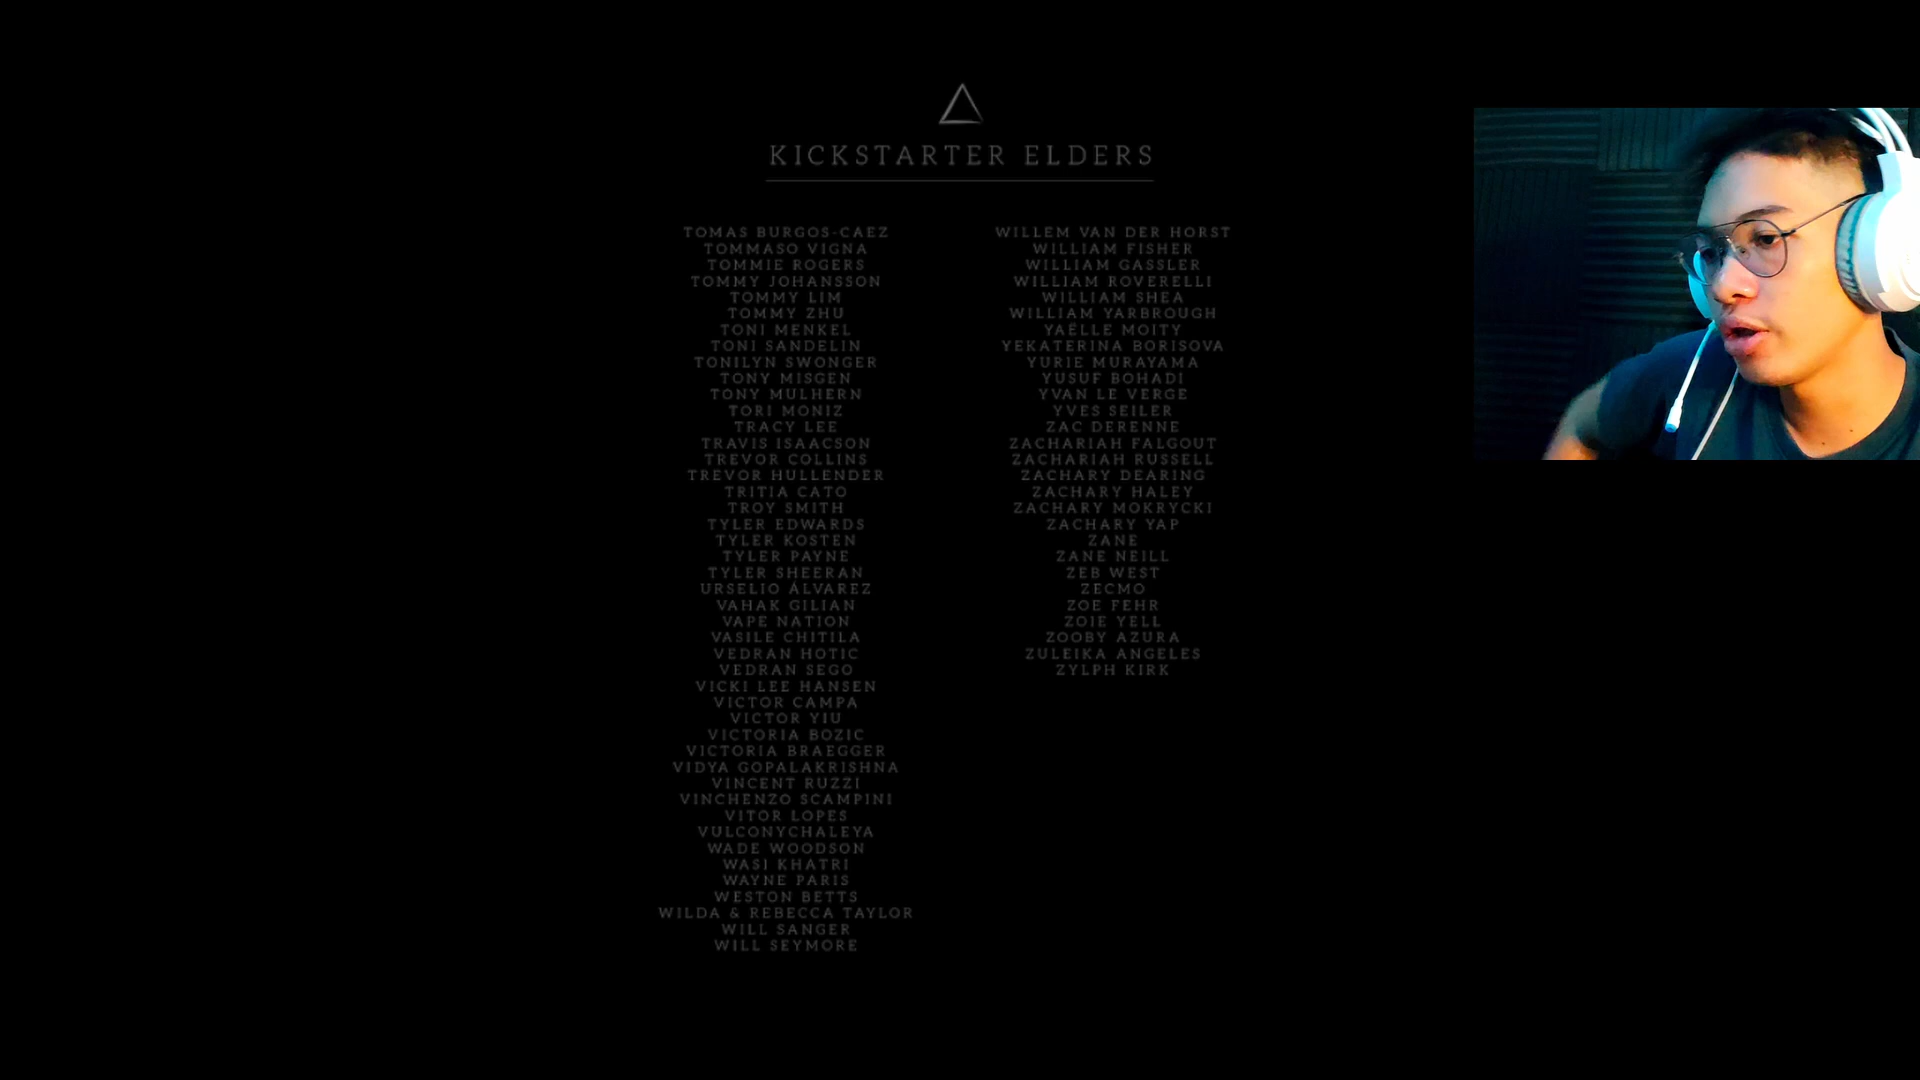 KICKSTARTER ELDERS
TOMAS BURGOS-CAEZ
TOMMASO VIGNA
TOMMIE ROGERS
TOMMY JOHANSSON
TOMMY LIM
TOMMY ZHU
TONI MENKEL
TONI SANDELIN
TONILYN SWONGER
TONY MISGEN
TONY MULHERN
TORI MONIZ
TRACY LEE
TRAVIS ISAACSON
TREVOR COLLINS
TREVOR HULLENDER
TRITIA CATO
TROY SMITH
TYLER EDWARDS
TYLER KOSTEN
TYLER PAYNE
TYLER SHEERAN
URSELIO ÁLVAREZ
VAHAK GILIAN
VAPE NATION
VASILE CHITILA
VEDRAN HOTIC
VEDRAN SEGO
VICKI LEE HANSEN
VICTOR CAMPA
VICTOR YIU
VICTORIA BOZIC
VICTORIA BRAEGGER
VIDYA GOPALAKRISHNA
VINCENT RUZZI
VINCHENZO SCAMPINI
VITOR LOPES
VULCONYCHALEYA
WADE WOODSON
WASI KHATRI
WAYNE PARIS
WESTON BETTS
WILDA & REBECCA TAYLOR
WILL SANGER
WILL SEYMORE
WILLEM VAN DER HORST
WILLIAM FISHER
WILLIAM GASSLER
WILLIAM ROVERELLI
WILLIAM SHEA
WILLIAM YARBROUGH
YAËLLE MOITY
YEKATERINA BORISOVA
YURIE MURAYAMA
YUSUF BOHADI
YVAN LE VERGE
YVES SEILER
ZAC DERENNE
ZACHARIAH FALGOUT
ZACHARIAH RUSSELL
ZACHARY DEARING
ZACHARY HALEY
ZACHARY MOKRYCKI
ZACHARY YAP
ZANE
ZANE NEILL
ZEB WEST
ZECMO
ZOE FEHR
ZOIE YELL
ZOOBY AZURA
ZULEIKA ANGELES
ZYLPH KIRK